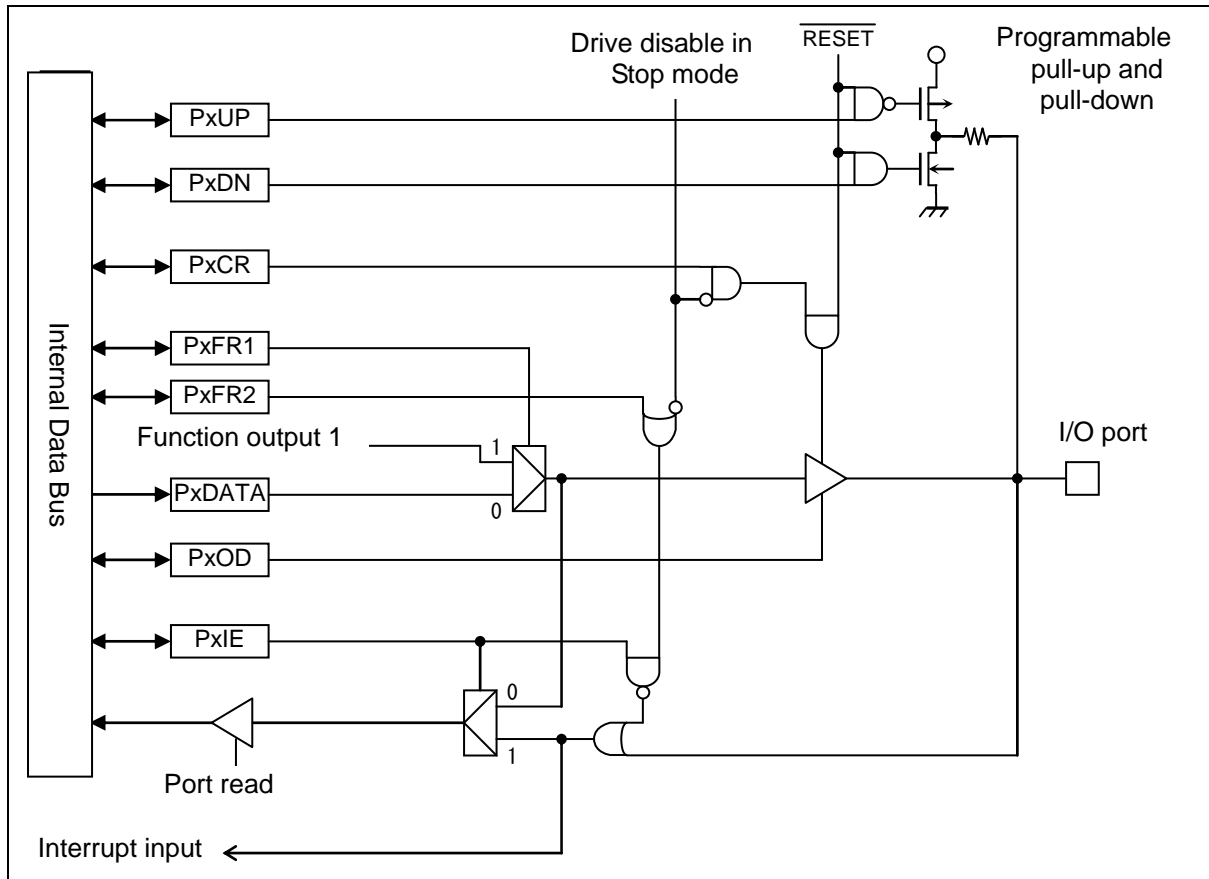 Drive disable in
Stop mode
RESET
Programmable
pull-up and
pull-down
Internal Data Bus
PxUP
PxDN
PxCR
PxFR1
PxFR2
Function output 1
1
0
PxDATA
I/O port
PxOD
PxIE
0
1
Port read
Interrupt input